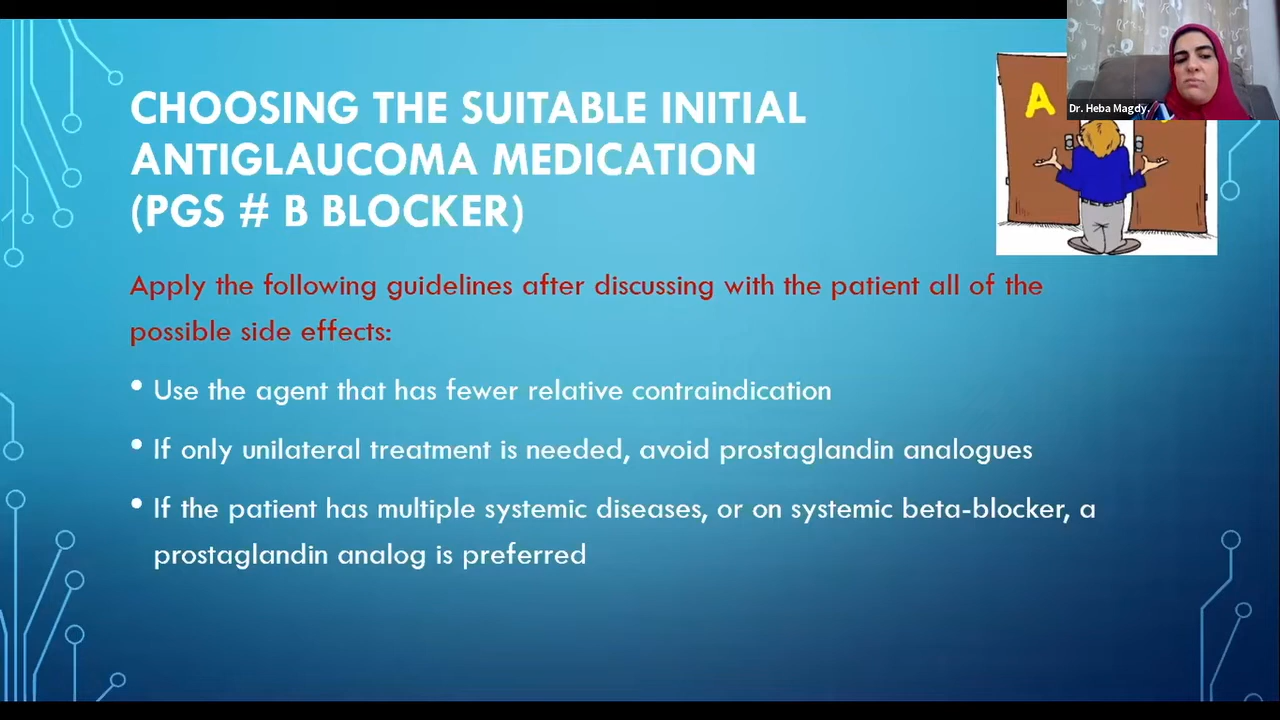 CHOOSING THE SUITABLE INITIAL
ANTIGLAUCOMA MEDICATION
(PGS # B BLOCKER)
A
Dr. Heba Magdy,
Apply the following guidelines after discussing with the patient all of the
possible side effects:
• Use the agent that has fewer relative contraindication
• If only unilateral treatment is needed, avoid prostaglandin analogues
• If the patient has multiple systemic diseases, or on systemic beta-blocker, a
prostaglandin analog is preferred